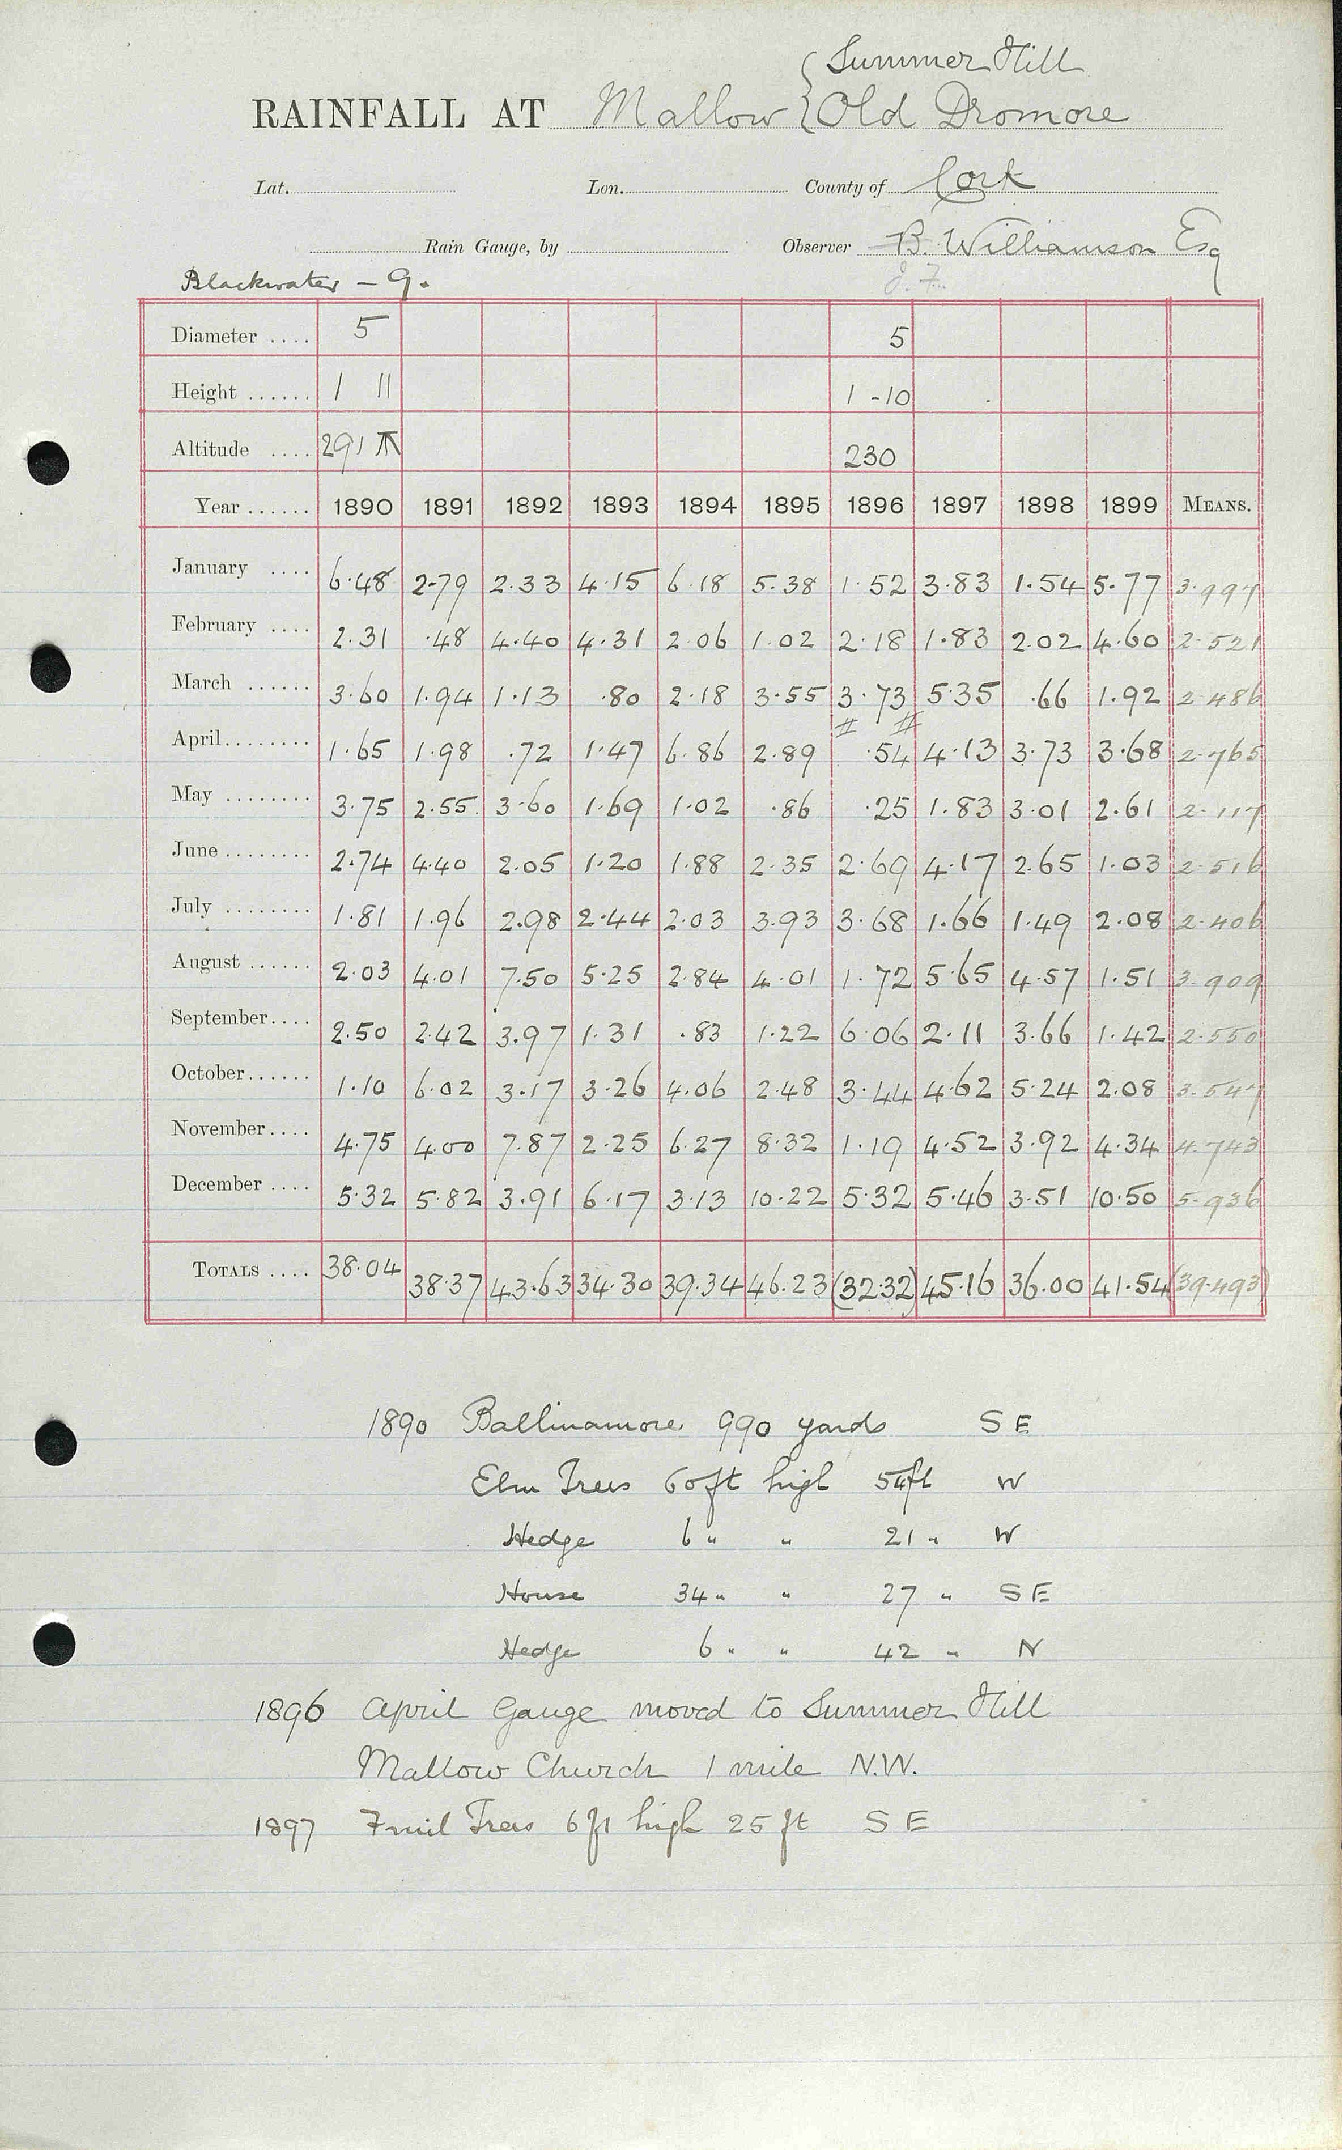 Summer Hill
RAINFALL AT Mallow { Old Dromore
Lat. Lon. County of Cork
Rain Gauge, by Observer B. Williamson Esq
Blackwater – 9.
Diameter .... 5 5
Height ...... 1 11 1 -10
Altitude .... 291 230
Year ...... 1890 1891 1892 1893 1894 1895 1896 1897 1898 1899 MEANS.
January .... 6.48 2.79 2.33 4.15 6.18 5.38 1.52 3.83 1.54 5.77 3.997
February .... 2.31 .48 4.40 4.31 2.06 1.02 2.18 1.83 2.02 4.60 2.521
March ...... 3.60 1.94 1.13 .80 2.18 3.55 3.73 5.35 .66 1.92 2.486
April........ 1.65 1.98 .72 1.47 6.86 2.89 .54 4.13 3.73 3.68 2.765
May ........ 3.75 2.55 3.60 1.69 1.02 .86 .25 1.83 3.01 2.61 2.117
June ........ 2.74 4.40 2.05 1.20 1.88 2.35 2.69 4.17 2.65 1.03 2.516
July ........ 1.81 1.96 2.98 2.44 2.03 3.93 3.68 1.66 1.49 2.08 2.406
August ...... 2.03 4.01 7.50 5.25 2.84 4.01 1.72 5.65 4.57 1.51 3.909
September.... 2.50 2.42 3.97 1.31 .83 1.22 6.06 2.11 3.66 1.42 2.550
October...... 1.10 6.02 3.17 3.26 4.06 2.48 3.44 4.62 5.24 2.08 3.547
November.... 4.75 4.00 7.87 2.25 6.27 8.32 1.19 4.52 3.92 4.34 4.743
December .... 5.32 5.82 3.91 6.17 3.13 10.22 5.32 5.46 3.51 10.50 5.936
TOTALS .... 38.04 38.37 43.63 34.30 39.34 46.23 (32.32) 45.16 36.00 41.54 (39.493)
1890 Ballinamore 990 yards S E
Elm Trees 60ft high 54ft W
Hedge 6 " " 21 " W
House 34 " " 27 " S E
Hedge 6 " " 42 " N
1896 April Gauge moved to Summer Hill
Mallow Church 1 mile N.W.
1897 Fruit Trees 6ft high 25 ft S E